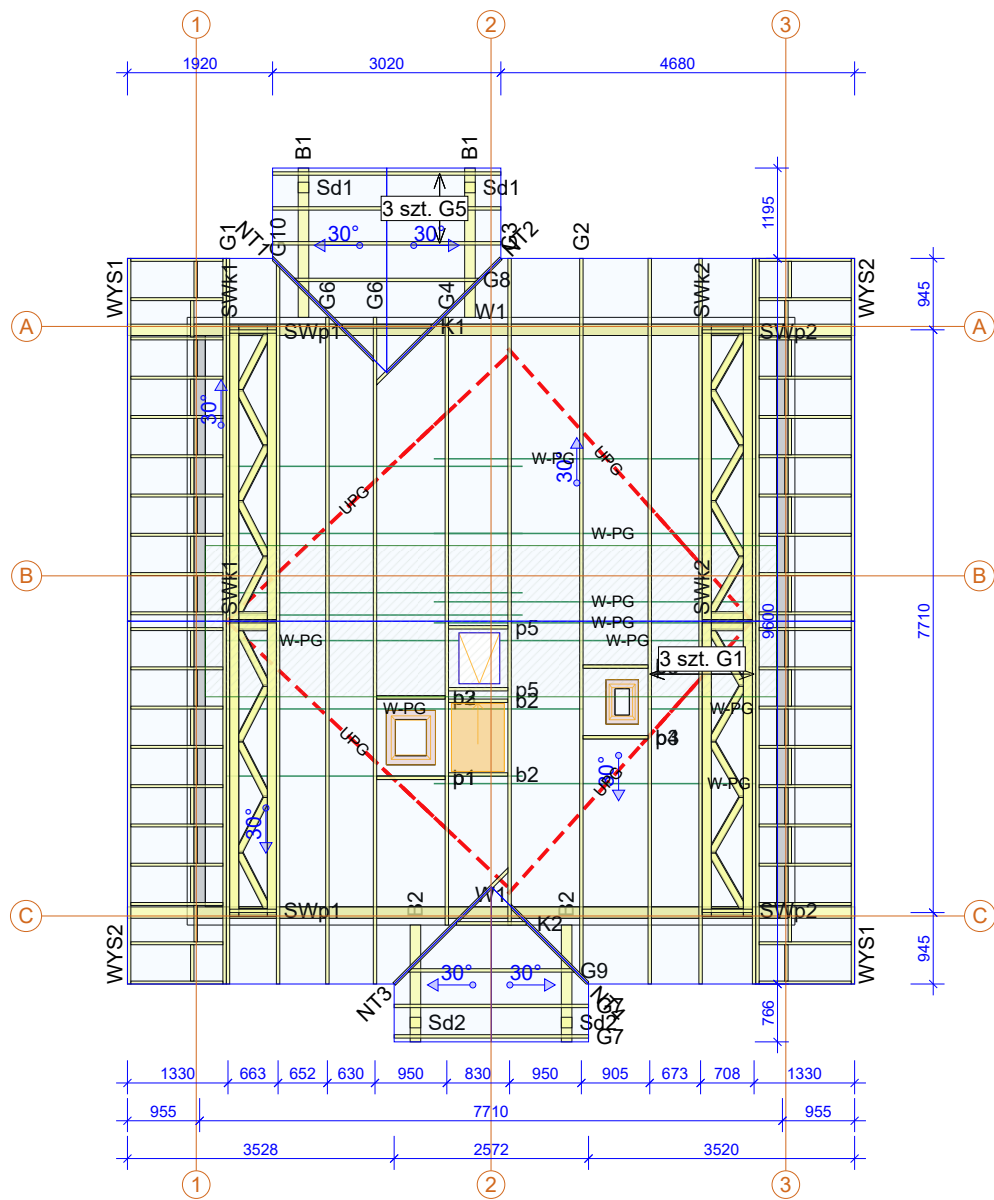 1 2 3
1920 3020 4680
B1 B1
Sd1 Sd1
3 szt. G5
1195
30° 30°
NT1 NT2
G1 G10 G3 G2
WYS1 SWk1 G6 G6 G4 G8 SWk2 WYS2
W1
945
A SWp1 K1 SWp2 A
30°
W-PG
UPG 30° UPG
W-PG
B SWk1 SWk2 B
W-PG
9600 7710
W-PG
p5
W-PG W-PG
3 szt. G1
p5
b2
W-PG W-PG
UPG
p1 b2
30° UPG W-PG
W1
B2 B2
C SWp1 SWp2 C
K2
WYS2 WYS1
945
G9
30° 30°
NT3
Sd2 Sd2
G7
766
1330 663 652 630 950 830 950 905 673 708 1330
955 7710 955
3528 2572 3520
1 2 3